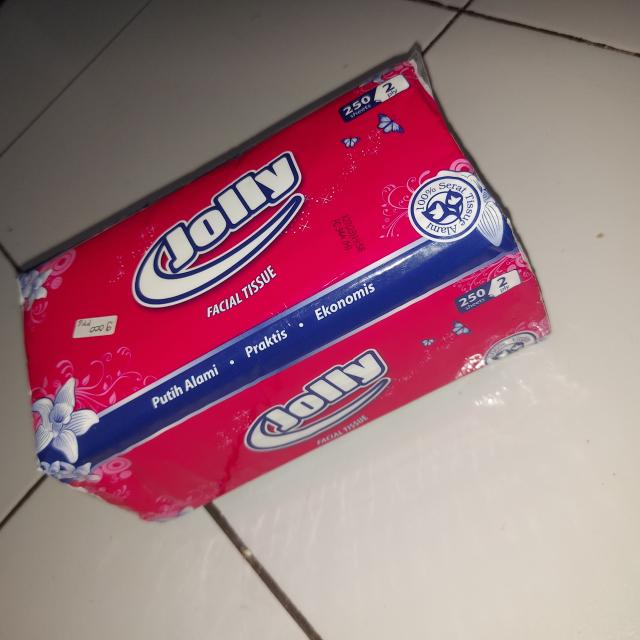 250 2
sheets ply
Jolly
FACIAL TISSUE
100% Serat Tissue Alami
9000
Putih Alami • Praktis • Ekonomis
250 2
sheets ply
Jolly
FACIAL TISSUE